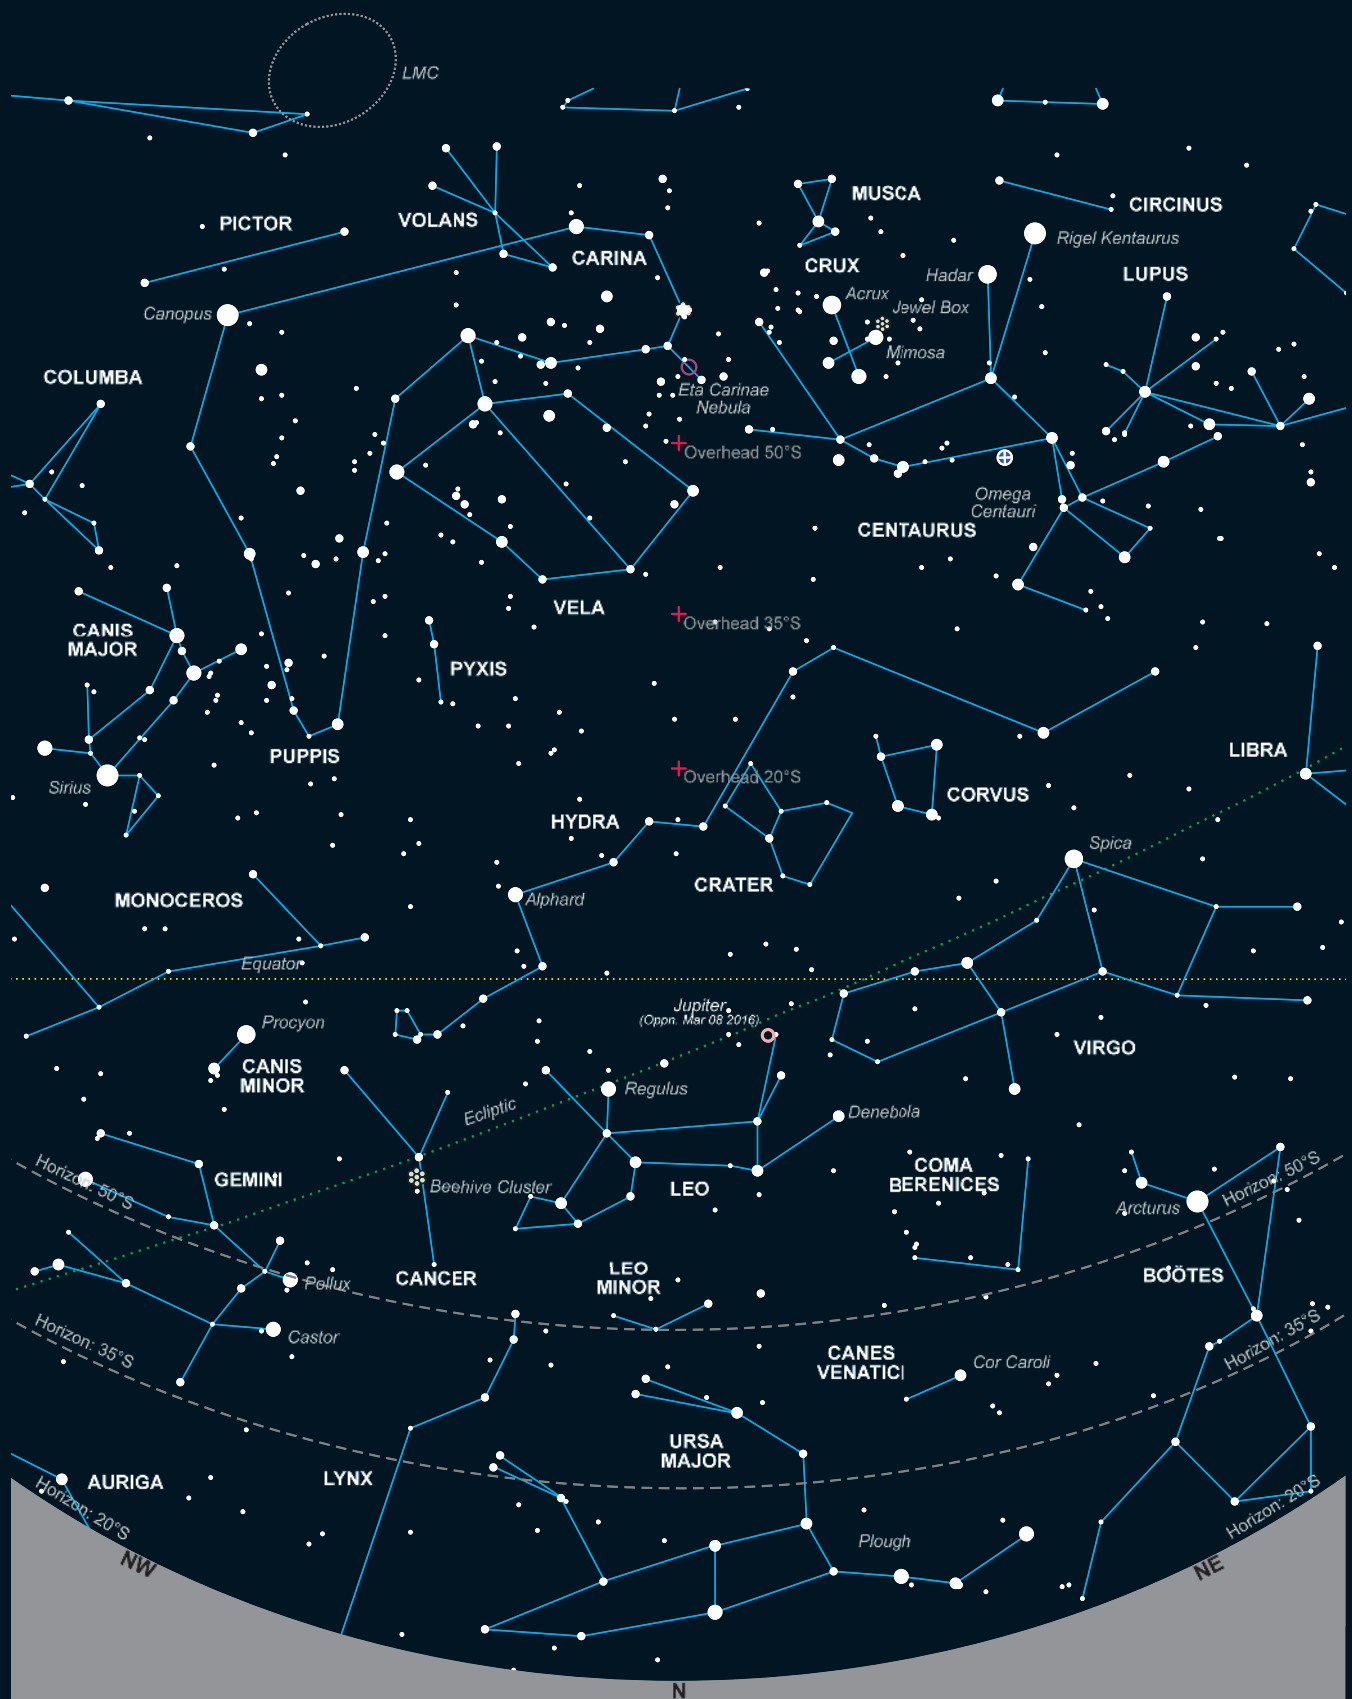 LMC
MUSCA
CIRCINUS
PICTOR
VOLANS
CARINA
Rigel Kentaurus
CRUX
Hadar
LUPUS
Acrux
Canopus
Jewel Box
Mimosa
COLUMBA
Eta Carinae
Nebula
Overhead 50°S
Omega
Centauri
CENTAURUS
VELA
Overhead 35°S
CANIS
MAJOR
PYXIS
PUPPIS
LIBRA
Overhead 20°S
Sirius
CORVUS
HYDRA
Spica
CRATER
MONOCEROS
Alphard
Equator
Jupiter
(Oppn. Mar 08 2016)
Procyon
VIRGO
CANIS
MINOR
Regulus
Ecliptic
Denebola
Horizon: 50°S
GEMINI
Beehive Cluster
LEO
COMA
BERENICES
Horizon: 50°S
Arcturus
Pollux
CANCER
LEO
MINOR
BOÖTES
Horizon: 35°S
Castor
CANES
VENATICI
Cor Caroli
Horizon: 35°S
URSA
MAJOR
AURIGA
LYNX
Horizon: 20°S
Plough
Horizon: 20°S
NW
NE
N